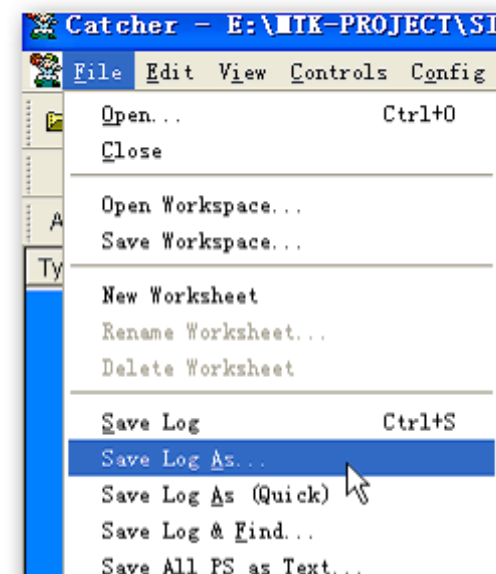 Catcher - E:\MTK-PROJECT\SI
File Edit View Controls Config
Open... Ctrl+O
Close
A
Open Workspace...
Save Workspace...
Ty
New Worksheet
Rename Worksheet...
Delete Worksheet
Save Log Ctrl+S
Save Log As...
Save Log As (Quick)
Save Log & Find...
Save All PS as Text...